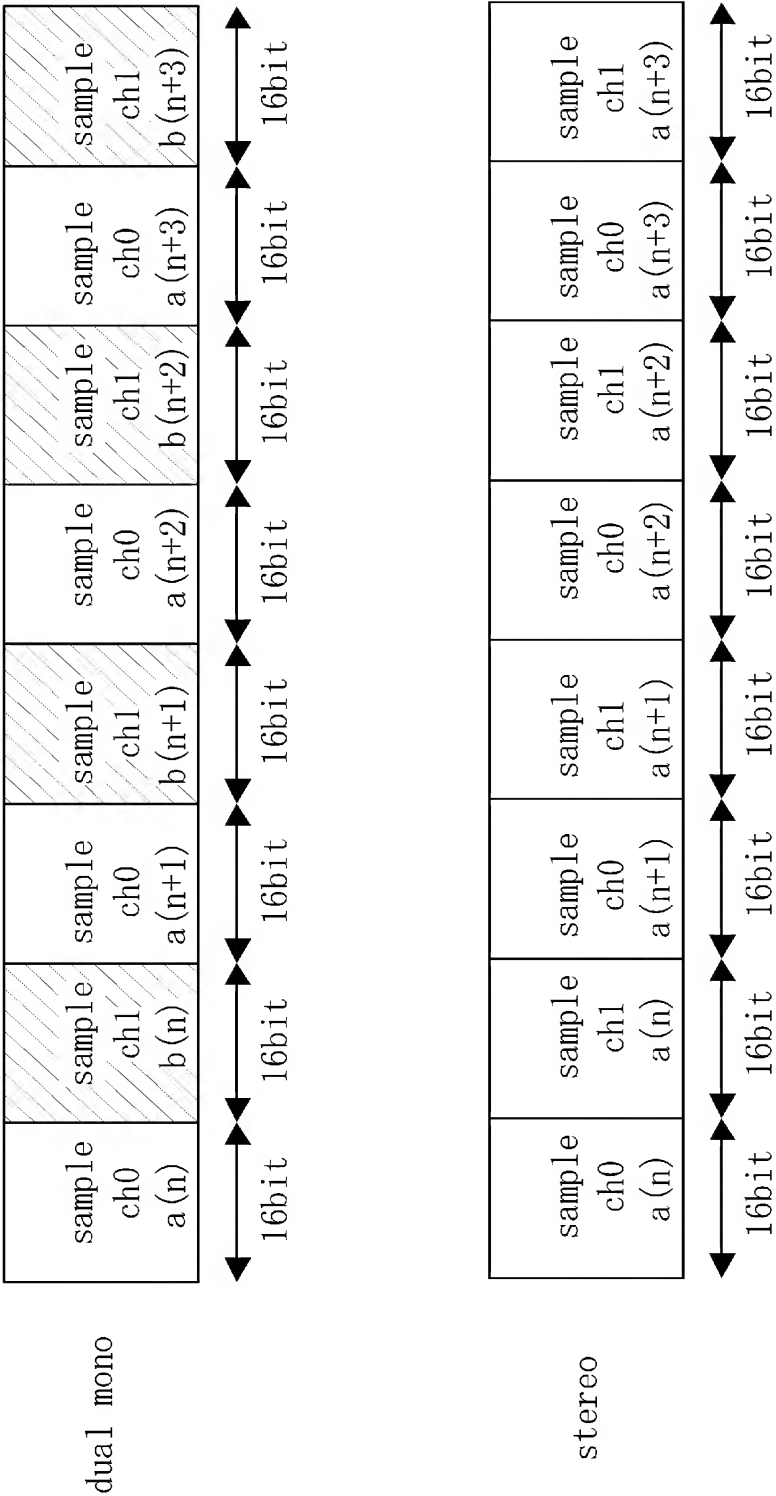 dual mono
sample
ch0
a(n)
sample
ch1
b(n)
sample
ch0
a(n+1)
sample
ch1
b(n+1)
sample
ch0
a(n+2)
sample
ch1
b(n+2)
sample
ch0
a(n+3)
sample
ch1
b(n+3)
16bit
16bit
16bit
16bit
16bit
16bit
16bit
16bit
stereo
sample
ch0
a(n)
sample
ch1
a(n)
sample
ch0
a(n+1)
sample
ch1
a(n+1)
sample
ch0
a(n+2)
sample
ch1
a(n+2)
sample
ch0
a(n+3)
sample
ch1
a(n+3)
16bit
16bit
16bit
16bit
16bit
16bit
16bit
16bit